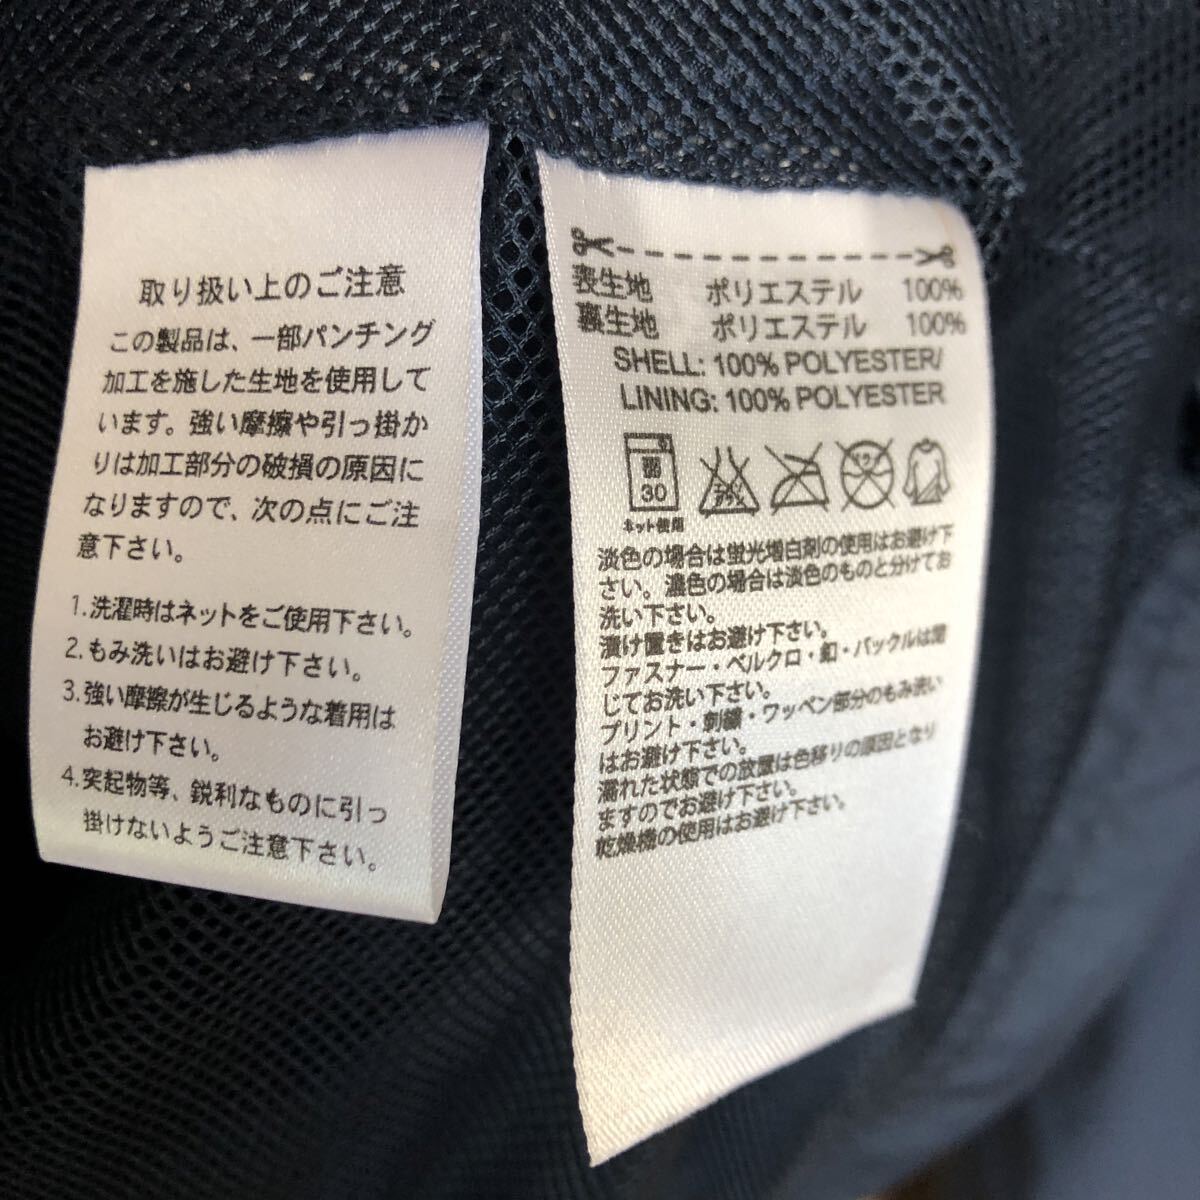 取り扱い上のご注意
この製品は、一部パンチング
加工を施した生地を使用して
います。強い摩擦や引っ掛か
りは加工部分の破損の原因に
なりますので、次の点にご注
意下さい。
1.洗濯時はネットをご使用下さい。
2.もみ洗いはお避け下さい。
3.強い摩擦が生じるような着用は
お避け下さい。
4.突起物等、鋭利なものに引っ
掛けないようご注意下さい。
表生地 ポリエステル 100%
裏生地 ポリエステル 100%
SHELL: 100% POLYESTER/
LINING: 100% POLYESTER
弱
30
ネット使用
エンソサラシ
ドライ
淡色の場合は蛍光増白剤の使用はお避け下
さい。濃色の場合は淡色のものと分けてお
洗い下さい。
漬け置きはお避け下さい。
ファスナー・ベルクロ・釦・バックルは閉
じてお洗い下さい。
プリント・刺繍・ワッペン部分のもみ洗い
はお避け下さい。
濡れた状態での放置は色移りの原因となり
ますのでお避け下さい。
乾燥機の使用はお避け下さい。